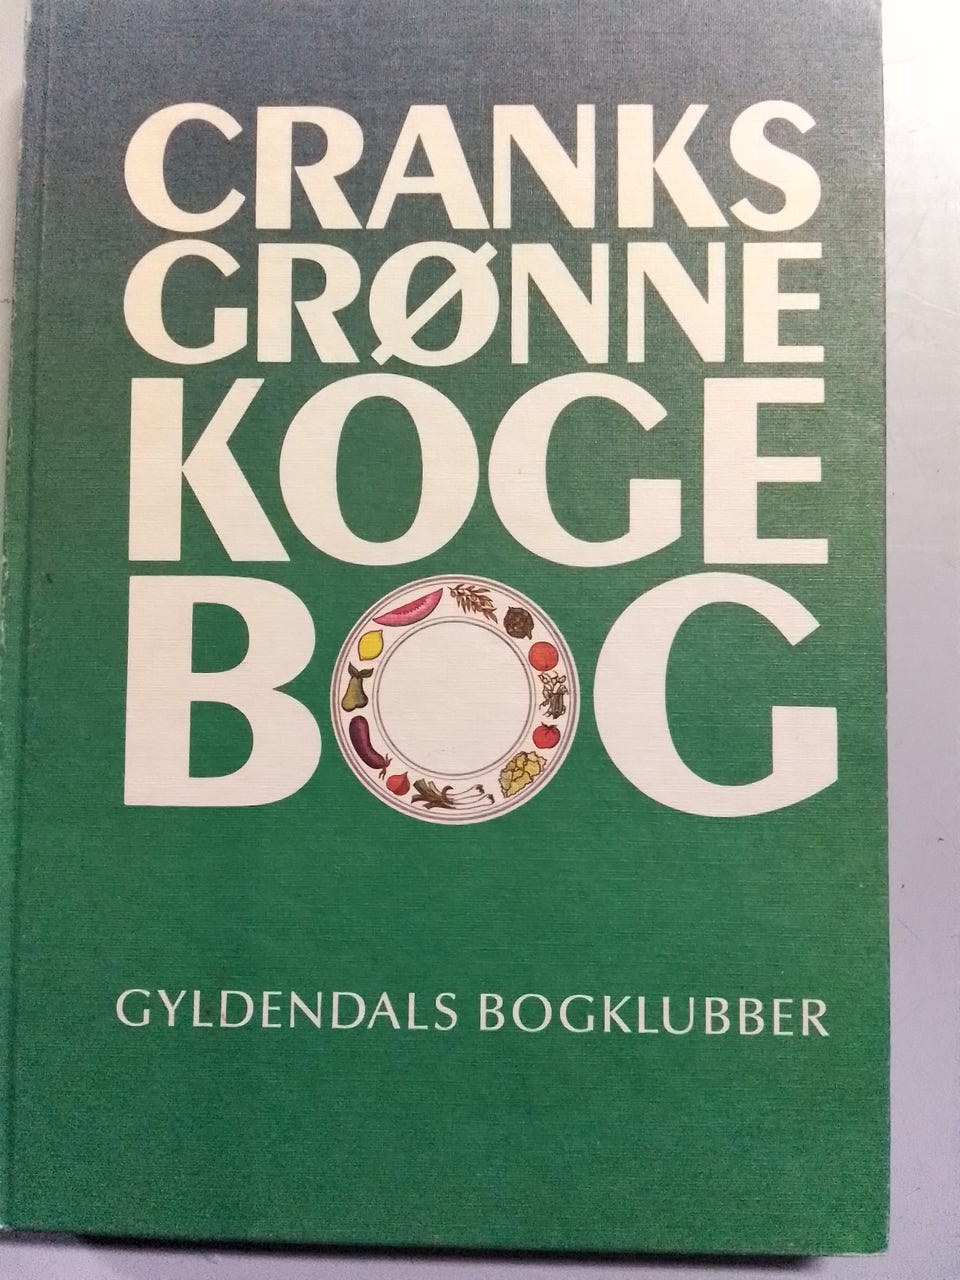 CRANKS
GRØNNE
KOGE
BOG
GYLDENDALS BOGKLUBBER